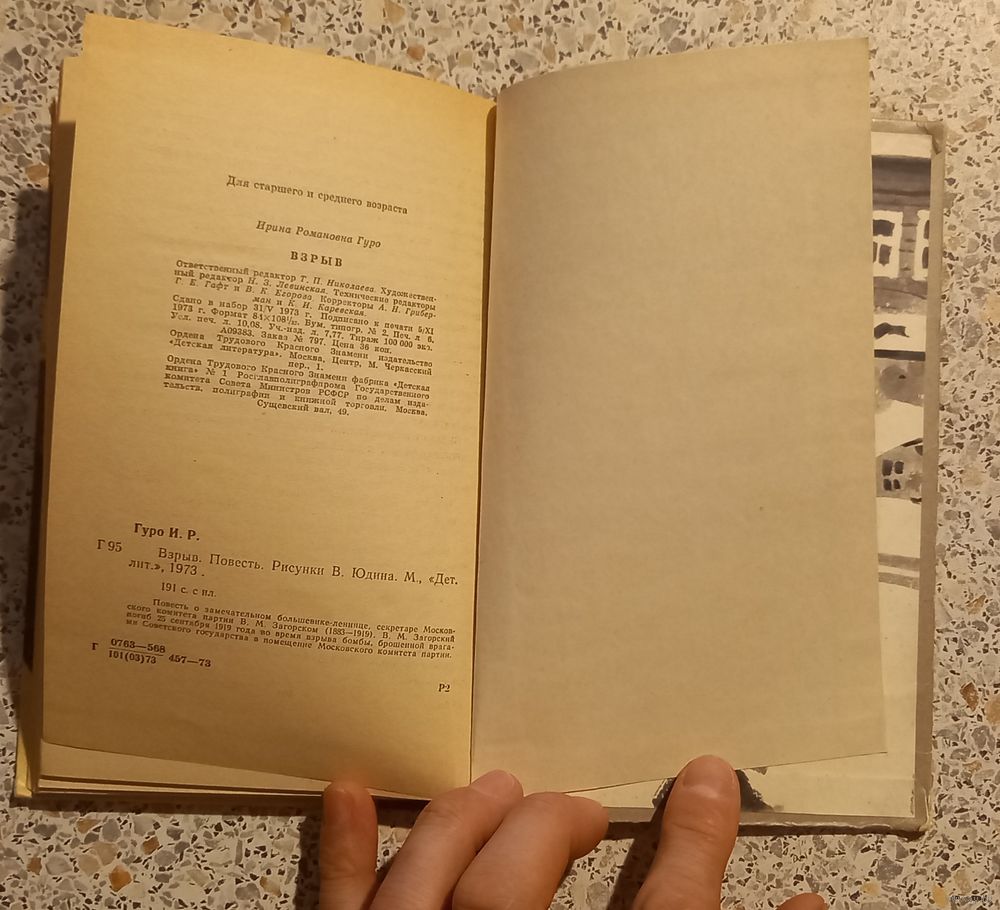 Для старшего и среднего возраста
Ирина Романовна Гуро
ВЗРЫВ
Ответственный редактор Т. П. Николаева. Художествен-
ный редактор Н. З. Левинская. Технические редакторы
Г. Е. Гафт и В. К. Егорова. Корректоры А. Н. Грибер-
ман и К. И. Каревская.
Сдано в набор 31/V 1973 г. Подписано к печати 5/XI
1973 г. Формат 84×108¹/₃₂. Бум. типогр. № 2. Печ. л 6.
Усл. печ. л. 10,08. Уч.-изд. л. 7,77. Тираж 100 000 экз.
А09383. Заказ № 797. Цена 36 коп.
Ордена Трудового Красного Знамени издательство
«Детская литература». Москва, Центр, М. Черкасский
пер., 1.
Ордена Трудового Красного Знамени фабрика «Детская
книга» № 1 Росглавполиграфпрома Государственного
комитета Совета Министров РСФСР по делам изда-
тельств, полиграфии и книжной торговли. Москва.
Сущевский вал, 49.
Гуро И. Р.
Г 95 Взрыв. Повесть. Рисунки В. Юдина. М., «Дет.
лит.», 1973.
191 с. с ил.
Повесть о замечательном большевике-ленинце, секретаре Москов-
ского комитета партии В. М. Загорском (1883—1919). В. М. Загорский
погиб 25 сентября 1919 года во время взрыва бомбы, брошенной врага-
ми Советского государства в помещение Московского комитета партии.
Г 0763—568
101(03)73 457—73
Р2